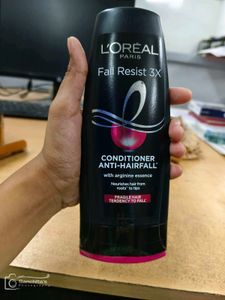 L'ORÉAL
PARIS
Fall Resist 3X
CONDITIONER
ANTI-HAIRFALL*
with arginine essence
Nourishes hair from
roots* to tips
FRAGILE HAIR
TENDENCY TO FALL*